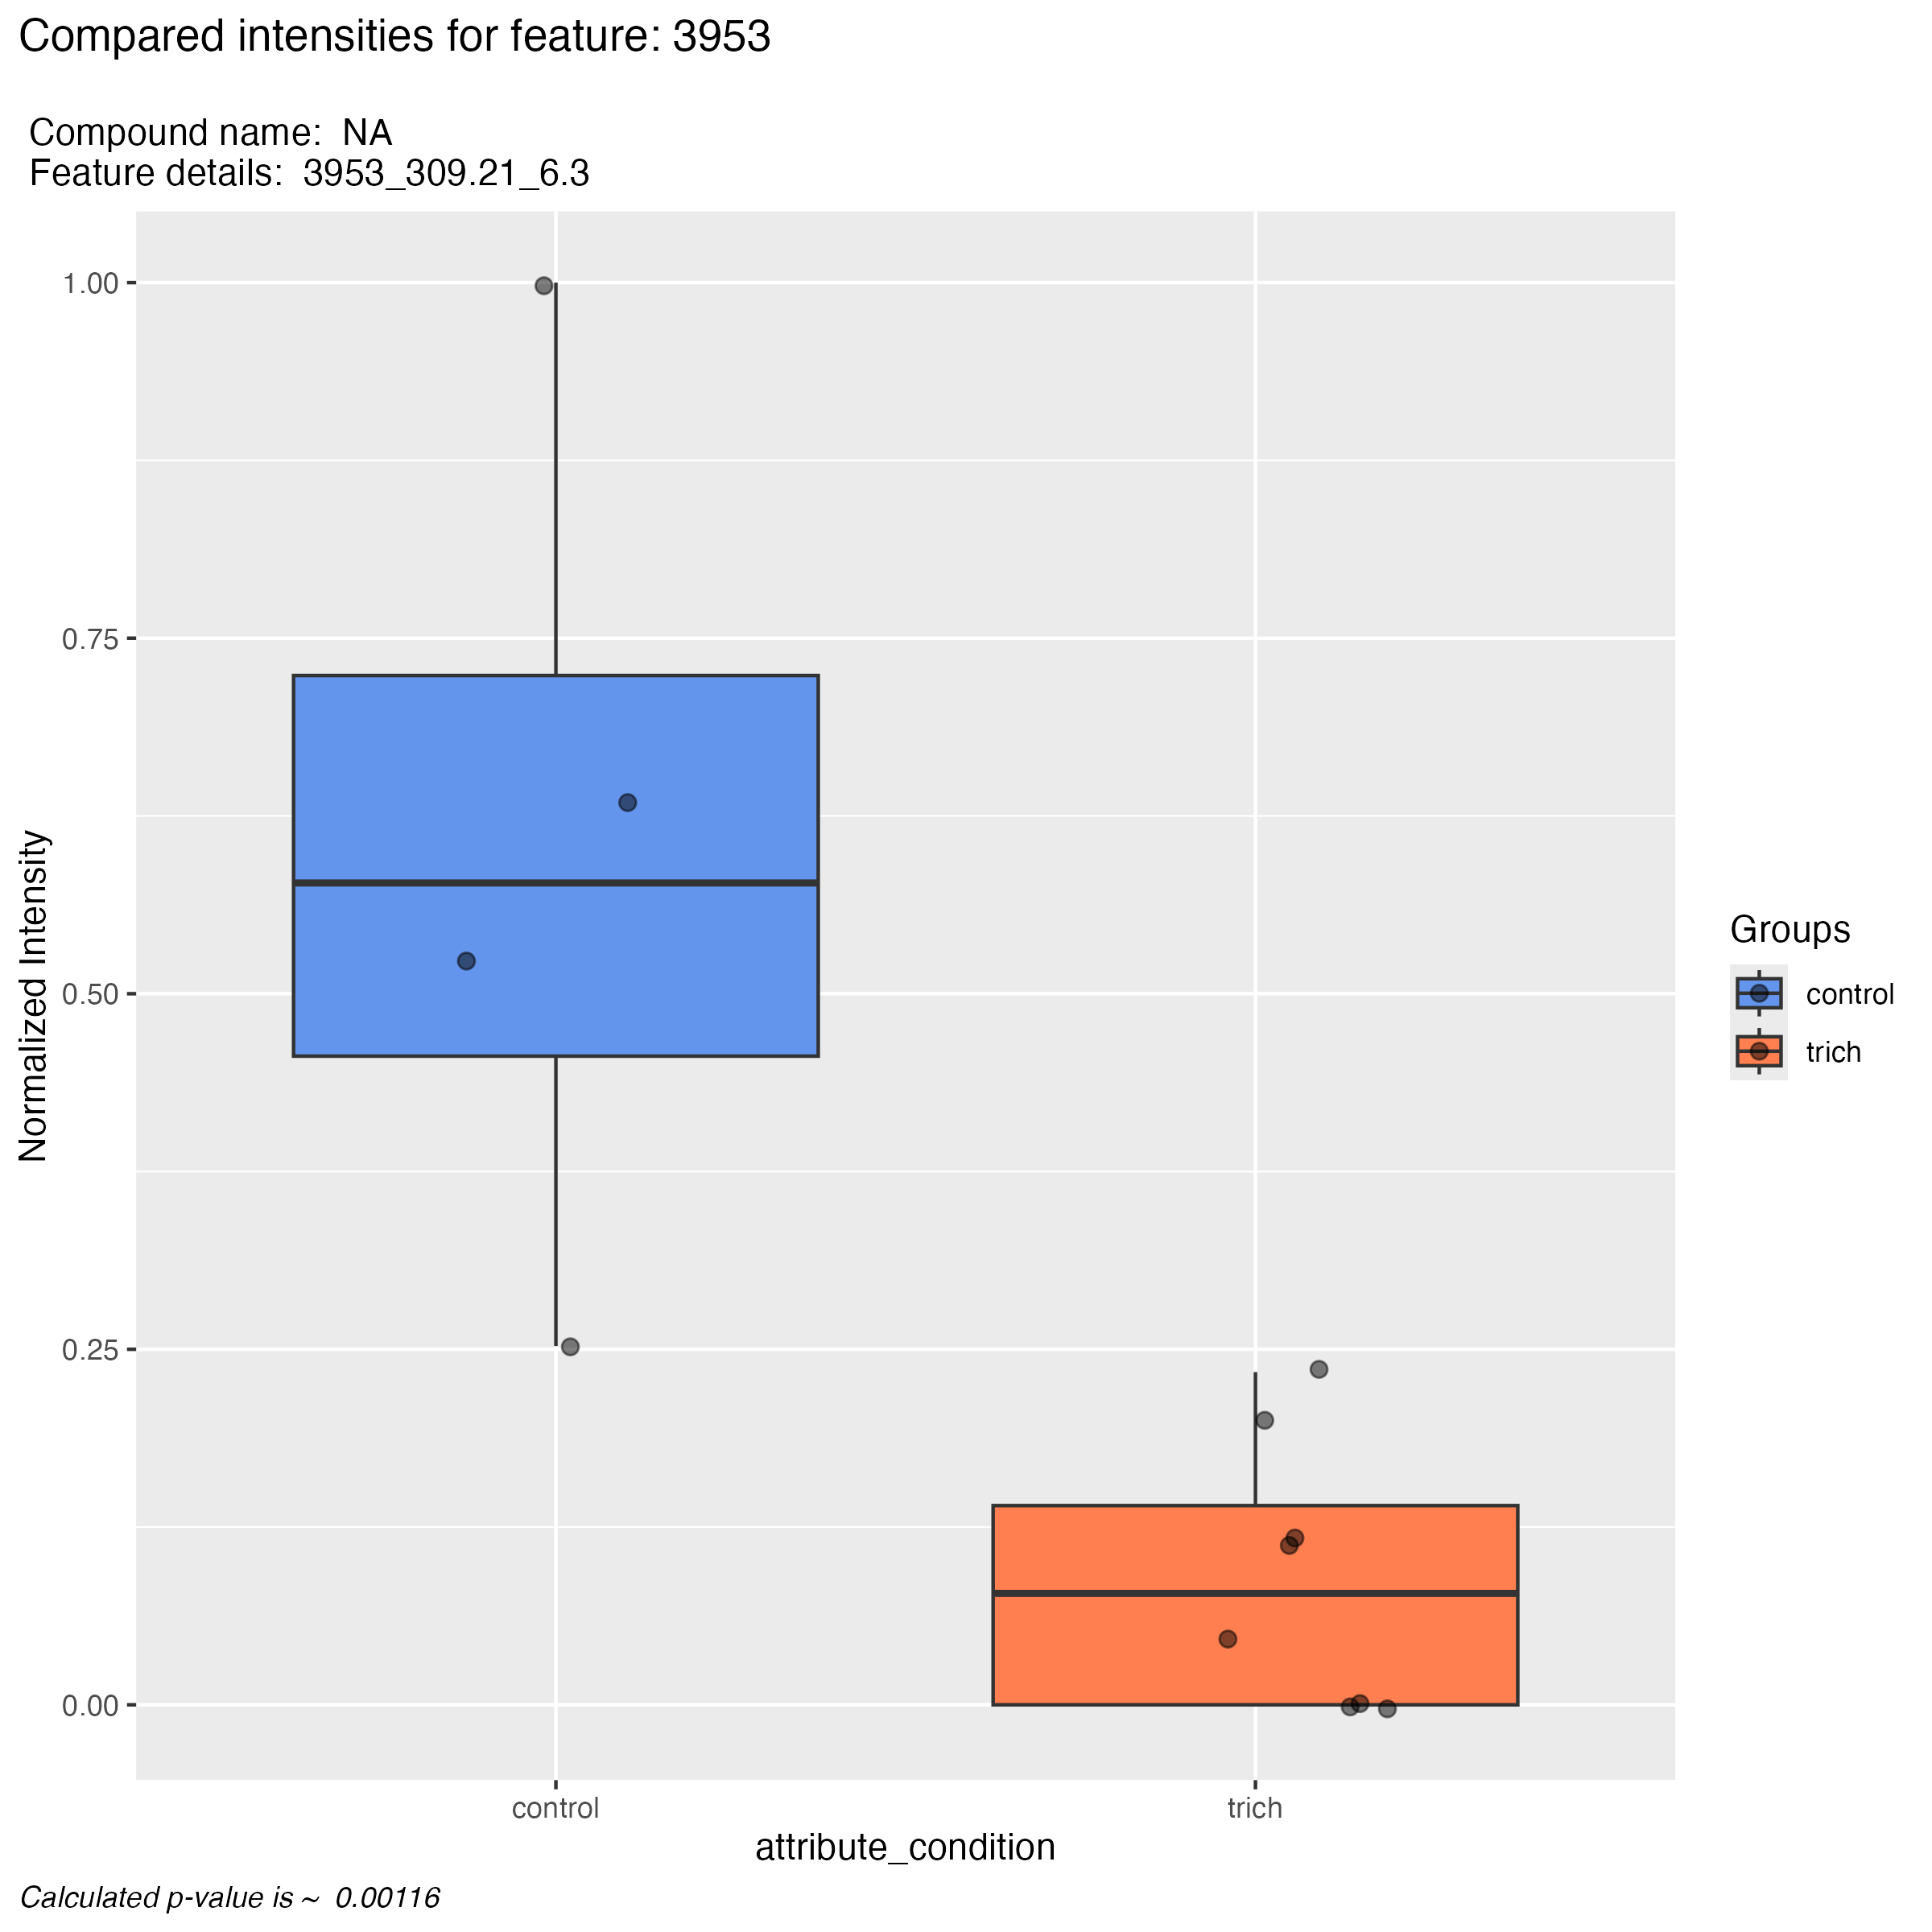 Compared intensities for feature: 3953
Compound name:  NA
Feature details:  3953_309.21_6.3
Normalized Intensity
1.00
0.75
0.50
0.25
0.00
control
trich
attribute_condition
Groups
control
trich
Calculated p-value is ~  0.00116